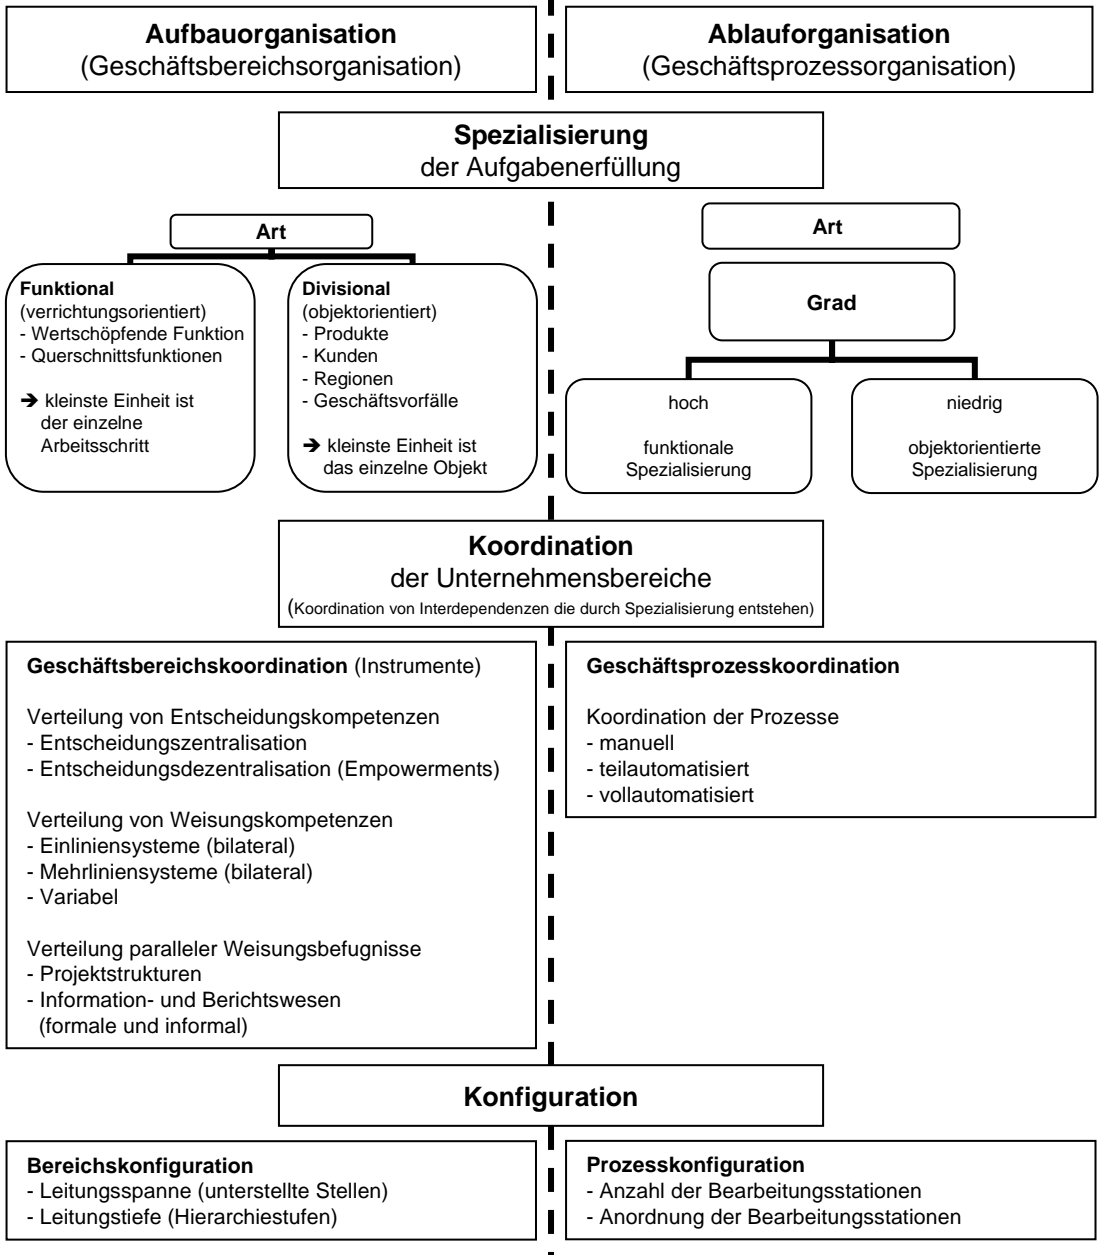 Aufbauorganisation
(Geschäftsbereichsorganisation)
Ablauforganisation
(Geschäftsprozessorganisation)
Spezialisierung
der Aufgabenerfüllung
Art
Funktional
(verrichtungsorientiert)
- Wertschöpfende Funktion
- Querschnittsfunktionen
➔ kleinste Einheit ist
der einzelne
Arbeitsschritt
Divisional
(objektorientiert)
- Produkte
- Kunden
- Regionen
- Geschäftsvorfälle
➔ kleinste Einheit ist
das einzelne Objekt
Art
Grad
hoch
funktionale
Spezialisierung
niedrig
objektorientierte
Spezialisierung
Koordination
der Unternehmensbereiche
(Koordination von Interdependenzen die durch Spezialisierung entstehen)
Geschäftsbereichskoordination (Instrumente)
Verteilung von Entscheidungskompetenzen
- Entscheidungszentralisation
- Entscheidungsdezentralisation (Empowerments)
Verteilung von Weisungskompetenzen
- Einliniensysteme (bilateral)
- Mehrliniensysteme (bilateral)
- Variabel
Verteilung paralleler Weisungsbefugnisse
- Projektstrukturen
- Information- und Berichtswesen
(formale und informal)
Geschäftsprozesskoordination
Koordination der Prozesse
- manuell
- teilautomatisiert
- vollautomatisiert
Konfiguration
Bereichskonfiguration
- Leitungsspanne (unterstellte Stellen)
- Leitungstiefe (Hierarchiestufen)
Prozesskonfiguration
- Anzahl der Bearbeitungsstationen
- Anordnung der Bearbeitungsstationen